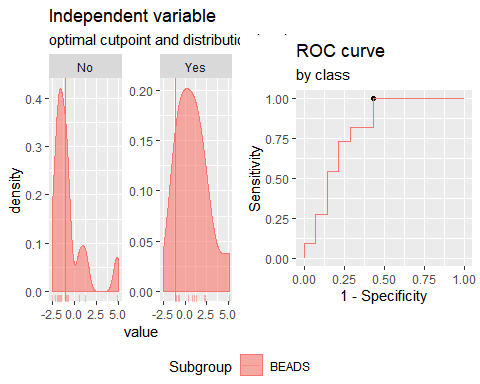 Independent variable
optimal cutpoint and distributio
No Yes
0.4
0.3
0.2
0.1
0.0
0.20
0.15
0.10
0.05
0.00
density
-2.5 0.0 2.5 5.0 -2.5 0.0 2.5 5.0
value
ROC curve
by class
1.00
0.75
0.50
0.25
0.00
Sensitivity
0.00 0.25 0.50 0.75 1.00
1 - Specificity
Subgroup BEADS